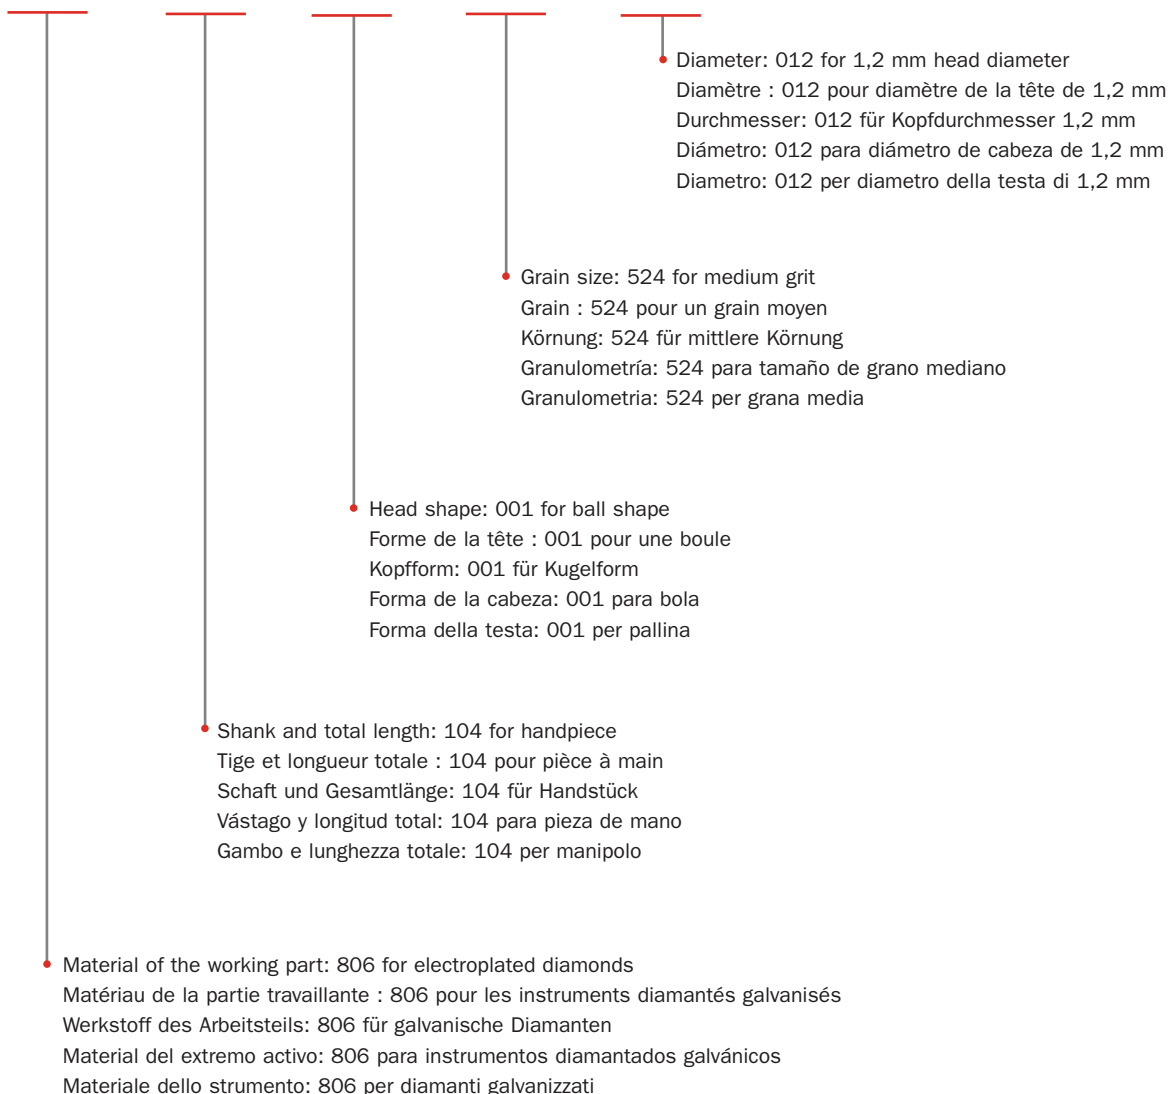 Diameter: 012 for 1,2 mm head diameter
Diamètre : 012 pour diamètre de la tête de 1,2 mm
Durchmesser: 012 für Kopfdurchmesser 1,2 mm
Diámetro: 012 para diámetro de cabeza de 1,2 mm
Diametro: 012 per diametro della testa di 1,2 mm
Grain size: 524 for medium grit
Grain : 524 pour un grain moyen
Körnung: 524 für mittlere Körnung
Granulometría: 524 para tamaño de grano mediano
Granulometria: 524 per grana media
Head shape: 001 for ball shape
Forme de la tête : 001 pour une boule
Kopfform: 001 für Kugelform
Forma de la cabeza: 001 para bola
Forma della testa: 001 per pallina
Shank and total length: 104 for handpiece
Tige et longueur totale : 104 pour pièce à main
Schaft und Gesamtlänge: 104 für Handstück
Vástago y longitud total: 104 para pieza de mano
Gambo e lunghezza totale: 104 per manipolo
Material of the working part: 806 for electroplated diamonds
Matériau de la partie travaillante : 806 pour les instruments diamantés galvanisés
Werkstoff des Arbeitsteils: 806 für galvanische Diamanten
Material del extremo activo: 806 para instrumentos diamantados galvánicos
Materiale dello strumento: 806 per diamanti galvanizzati